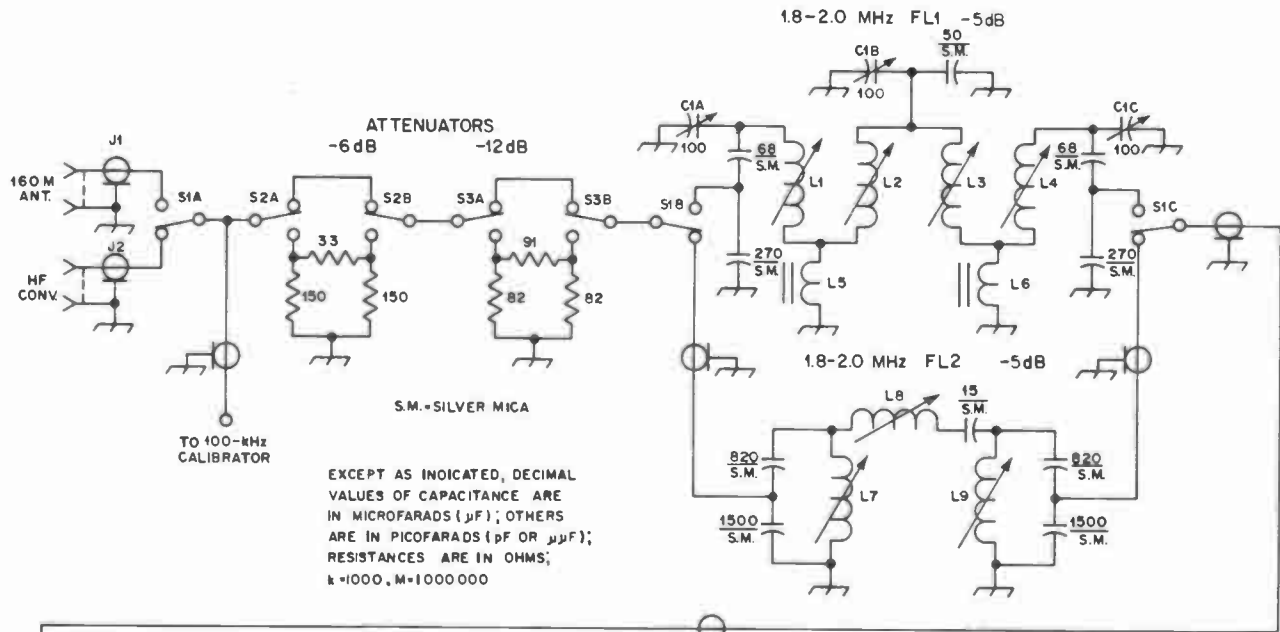 1.8-2.0 MHz FL1 -5dB
C1B
50
S.M.
100
ATTENUATORS
-6dB
-12dB
C1A
100
68
S.M.
L1
L2
L3
L4
68
S.M.
C1C
100
J1
160M
ANT.
S1A
S2A
S2B
S3A
S3B
S1B
S1C
J2
HF
CONV.
33
91
150
150
82
82
270
S.M.
L5
L6
270
S.M.
1.8-2.0 MHz FL2 -5dB
S.M.=SILVER MICA
L8
15
S.M.
TO 100-kHz
CALIBRATOR
820
S.M.
L7
L9
820
S.M.
1500
S.M.
1500
S.M.
EXCEPT AS INDICATED, DECIMAL
VALUES OF CAPACITANCE ARE
IN MICROFARADS (µF); OTHERS
ARE IN PICOFARADS (pF OR µµF);
RESISTANCES ARE IN OHMS;
k=1000, M=1000000